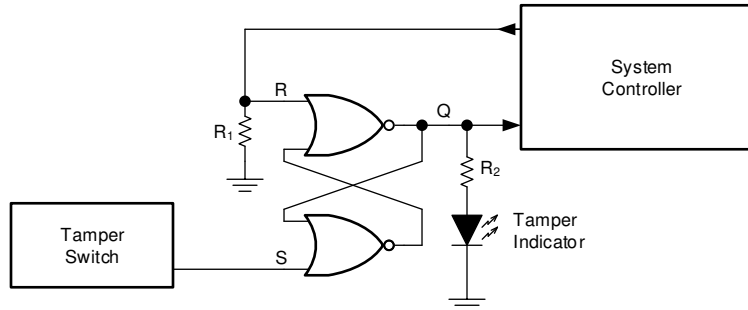 System
Controller
R
Q
R₁
R₂
Tamper
Switch
S
Tamper
Indicator